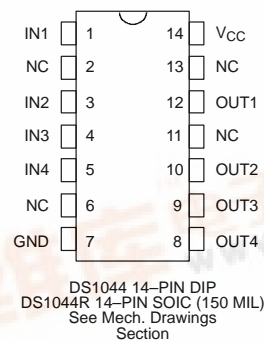 IN1 1 14 VCC
NC 2 13 NC
IN2 3 12 OUT1
IN3 4 11 NC
IN4 5 10 OUT2
NC 6 9 OUT3
GND 7 8 OUT4
DS1044 14–PIN DIP
DS1044R 14–PIN SOIC (150 MIL)
See Mech. Drawings
Section